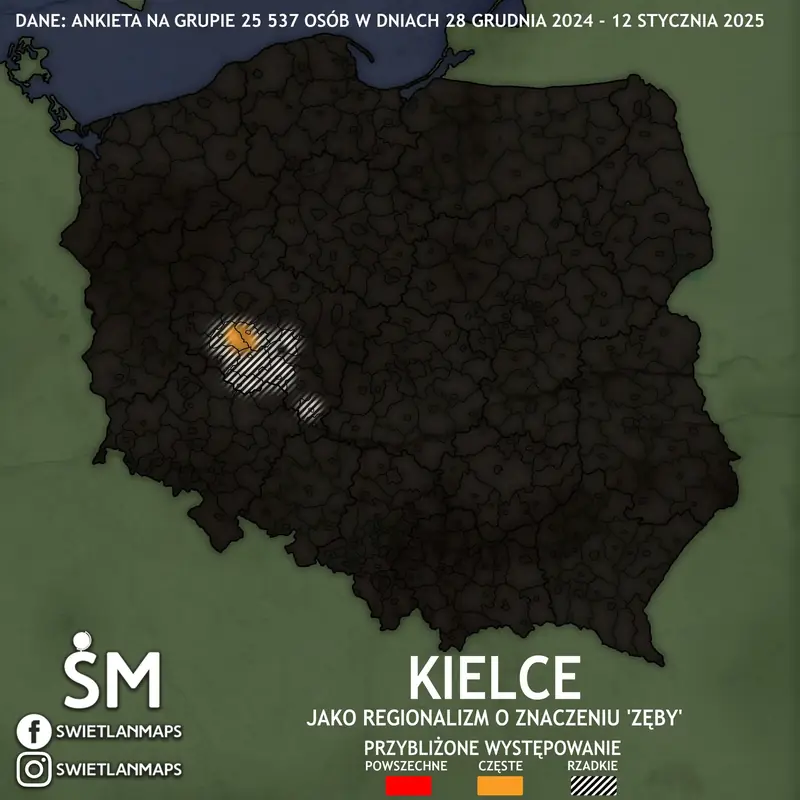 DANE: ANKIETA NA GRUPIE 25 537 OSÓB W DNIACH 28 GRUDNIA 2024 - 12 STYCZNIA 2025
ŚM
SWIETLANMAPS
SWIETLANMAPS
KIELCE
JAKO REGIONALIZM O ZNACZENIU 'ZĘBY'
PRZYBLIŻONE WYSTĘPOWANIE
POWSZECHNE CZĘSTE RZADKIE